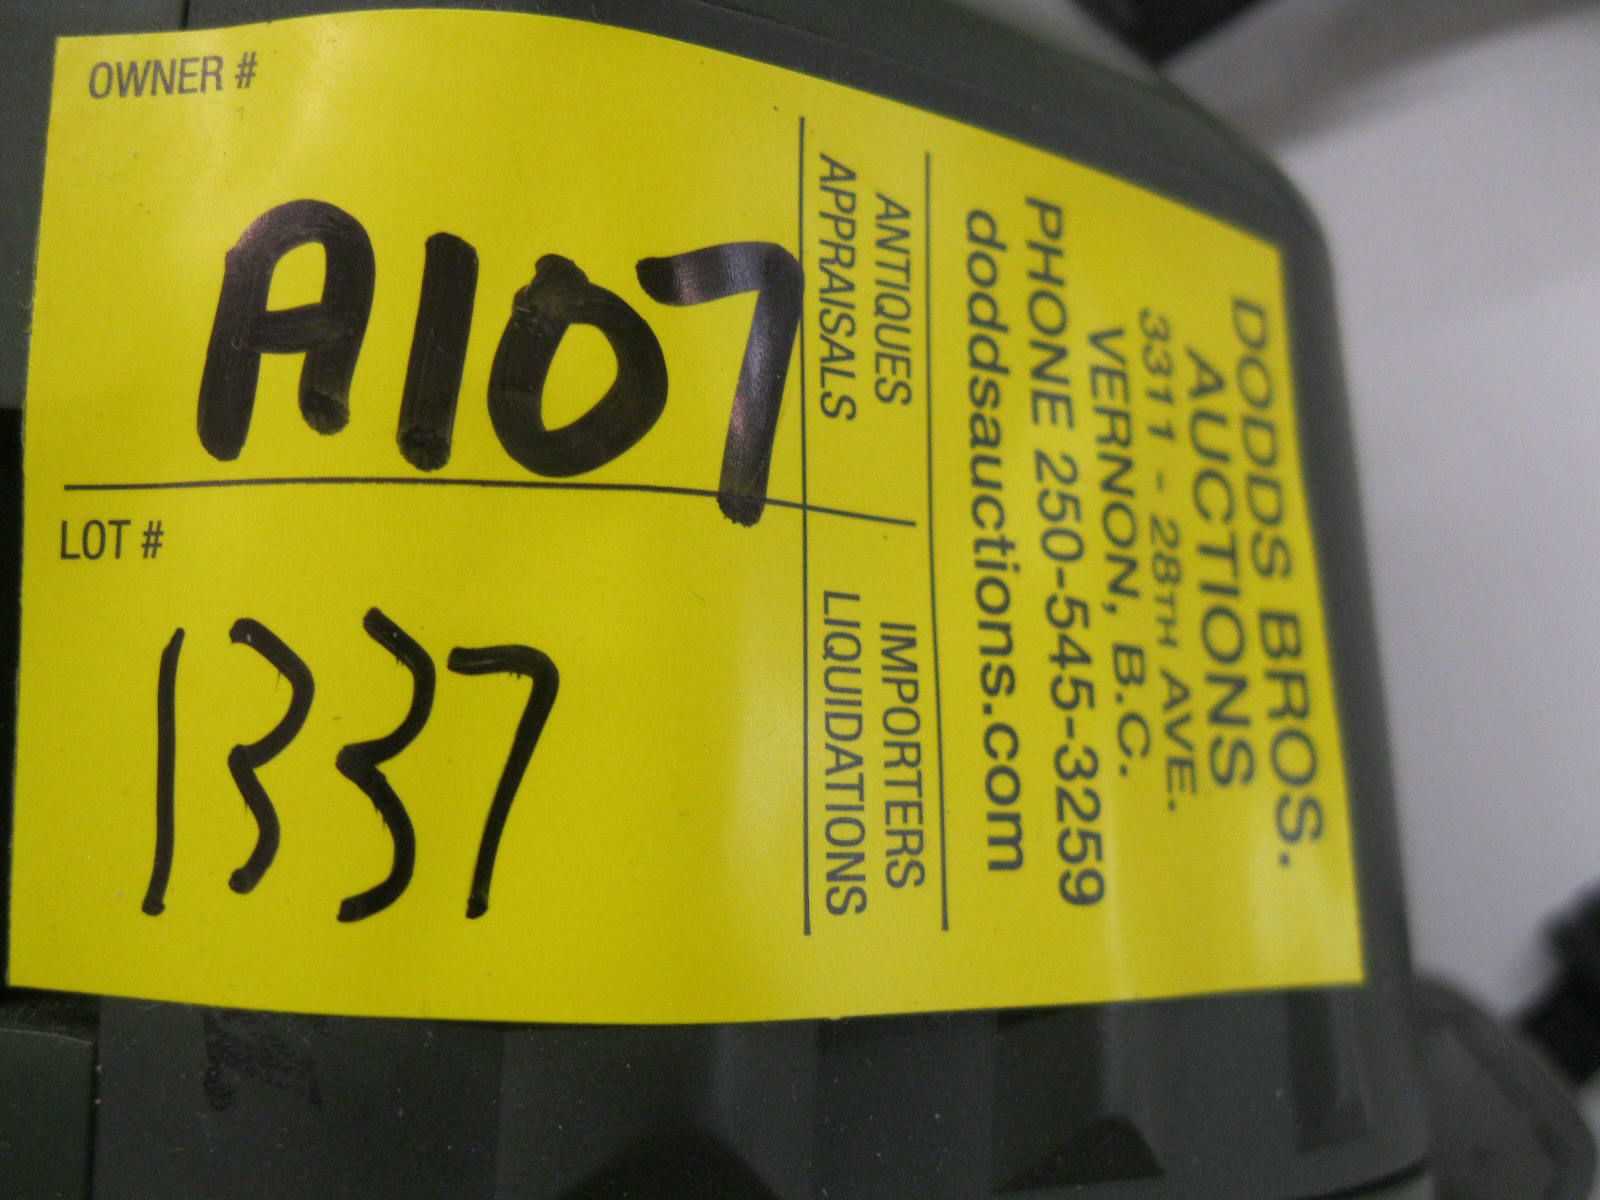 OWNER #
A107
LOT #
1337
DODDS BROS.
AUCTIONS
3311 - 28TH AVE.
VERNON, B.C.
PHONE 250-545-3259
doddsauctions.com
ANTIQUES
APPRAISALS
IMPORTERS
LIQUIDATIONS